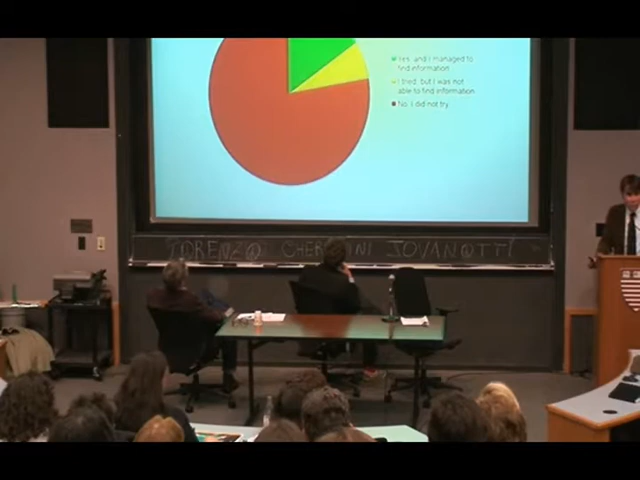 Yes, and I managed to
find information
I tried, but I was not
able to find information
No, I did not try
LORENZO CHERUBINI JOVANOTTI